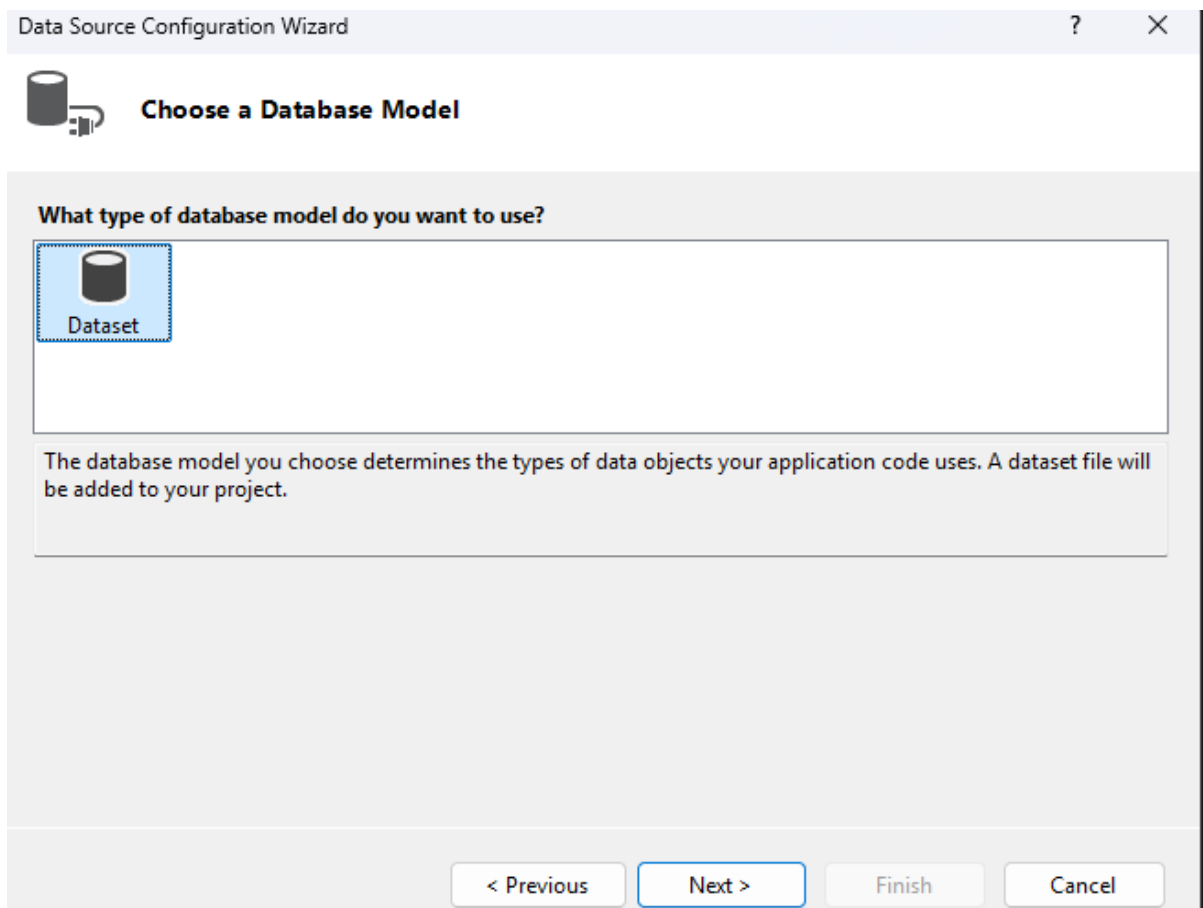 Data Source Configuration Wizard ? ×
Choose a Database Model
What type of database model do you want to use?
Dataset
The database model you choose determines the types of data objects your application code uses. A dataset file will
be added to your project.
< Previous Next > Finish Cancel